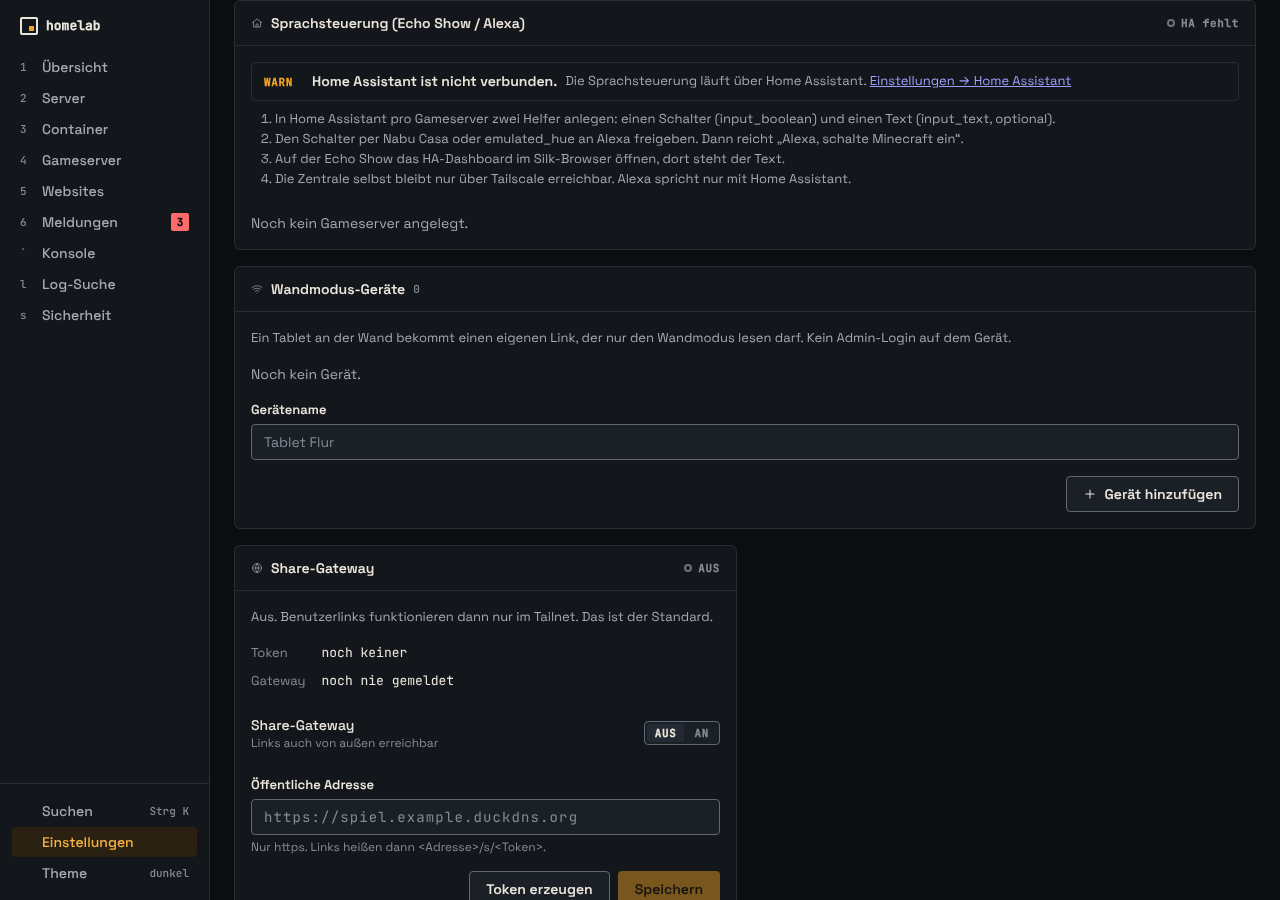 homelab
1 Übersicht
2 Server
3 Container
4 Gameserver
5 Websites
6 Meldungen 3
` Konsole
l Log-Suche
s Sicherheit
Suchen Strg K
Einstellungen
Theme dunkel
Sprachsteuerung (Echo Show / Alexa) HA fehlt
WARN Home Assistant ist nicht verbunden. Die Sprachsteuerung läuft über Home Assistant. Einstellungen → Home Assistant
1. In Home Assistant pro Gameserver zwei Helfer anlegen: einen Schalter (input_boolean) und einen Text (input_text, optional).
2. Den Schalter per Nabu Casa oder emulated_hue an Alexa freigeben. Dann reicht „Alexa, schalte Minecraft ein“.
3. Auf der Echo Show das HA-Dashboard im Silk-Browser öffnen, dort steht der Text.
4. Die Zentrale selbst bleibt nur über Tailscale erreichbar. Alexa spricht nur mit Home Assistant.
Noch kein Gameserver angelegt.
Wandmodus-Geräte 0
Ein Tablet an der Wand bekommt einen eigenen Link, der nur den Wandmodus lesen darf. Kein Admin-Login auf dem Gerät.
Noch kein Gerät.
Gerätename
Tablet Flur
+ Gerät hinzufügen
Share-Gateway AUS
Aus. Benutzerlinks funktionieren dann nur im Tailnet. Das ist der Standard.
Token noch keiner
Gateway noch nie gemeldet
Share-Gateway
Links auch von außen erreichbar
AUS AN
Öffentliche Adresse
https://spiel.example.duckdns.org
Nur https. Links heißen dann <Adresse>/s/<Token>.
Token erzeugen Speichern